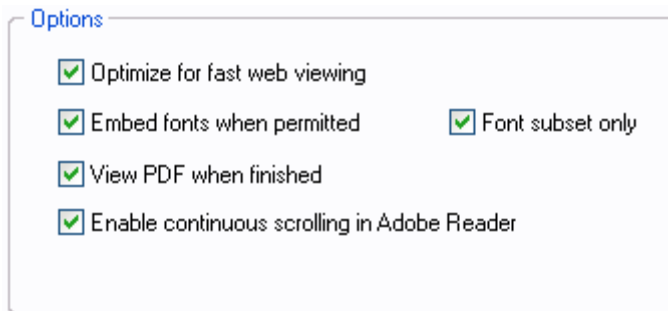 Options
Optimize for fast web viewing
Embed fonts when permitted Font subset only
View PDF when finished
Enable continuous scrolling in Adobe Reader